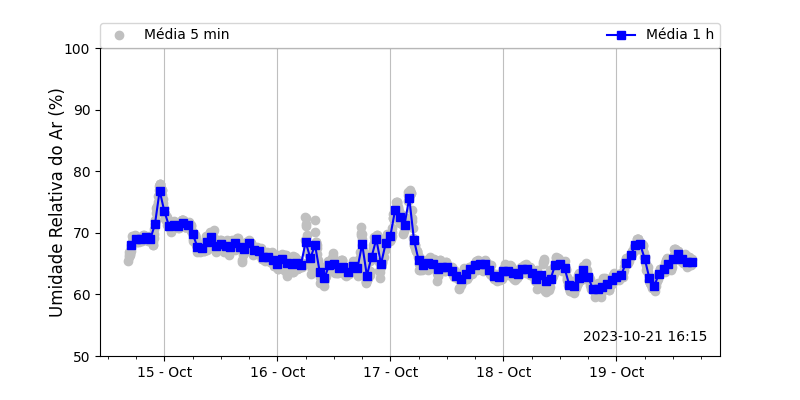 Média 5 min
Média 1 h
Umidade Relativa do Ar (%)
100
90
80
70
60
50
2023-10-21 16:15
15 - Oct
16 - Oct
17 - Oct
18 - Oct
19 - Oct